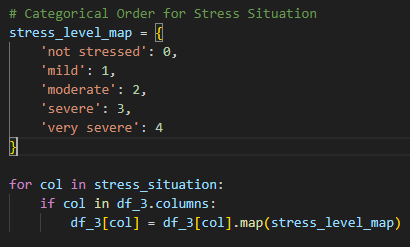 # Categorical Order for Stress Situation
stress_level_map = {
    'not stressed': 0,
    'mild': 1,
    'moderate': 2,
    'severe': 3,
    'very severe': 4
}

for col in stress_situation:
    if col in df_3.columns:
        df_3[col] = df_3[col].map(stress_level_map)